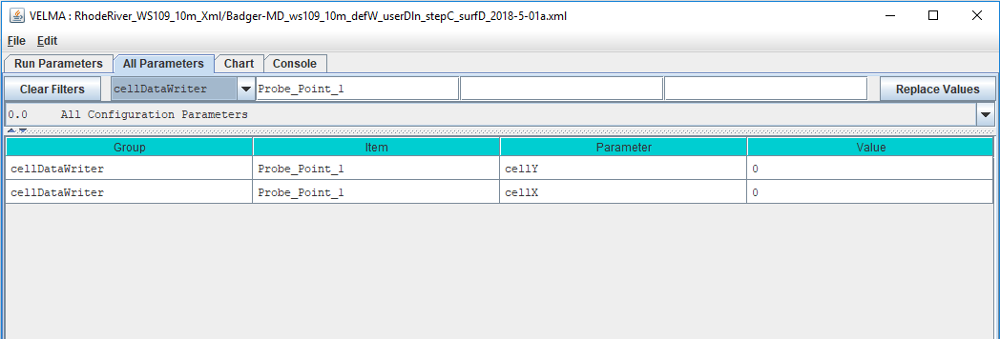 VELMA : RhodeRiver_WS109_10m_Xml/Badger-MD_ws109_10m_defW_userDIn_stepC_surfD_2018-5-01a.xml
File Edit
Run Parameters All Parameters Chart Console
Clear Filters cellDataWriter Probe_Point_1 Replace Values
0.0 All Configuration Parameters
Group Item Parameter Value
cellDataWriter Probe_Point_1 cellY 0
cellDataWriter Probe_Point_1 cellX 0